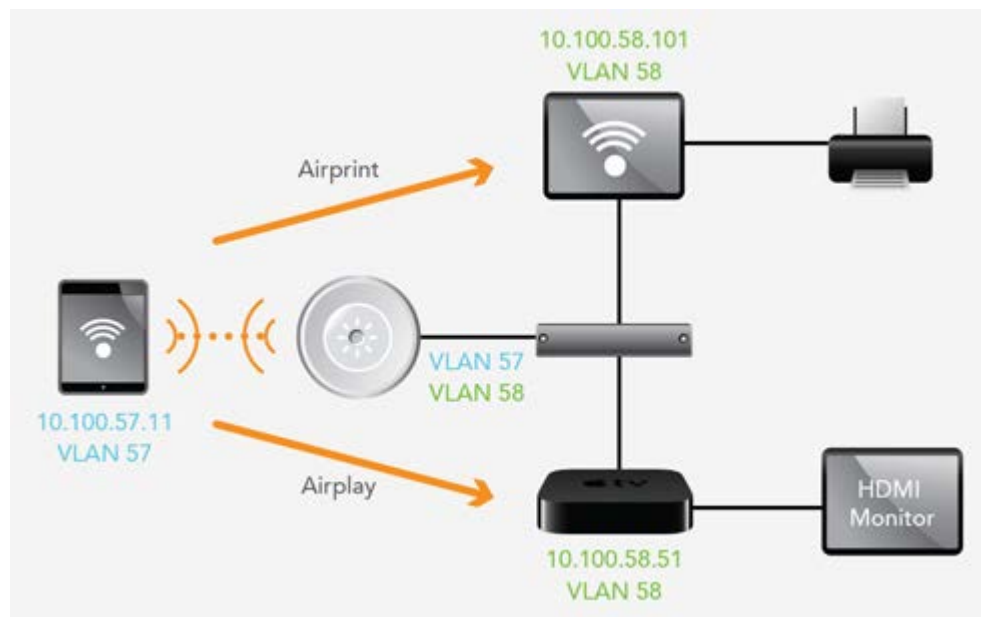 10.100.58.101
VLAN 58
Airprint
VLAN 57
VLAN 58
10.100.57.11
VLAN 57
Airplay
tv
HDMI
Monitor
10.100.58.51
VLAN 58